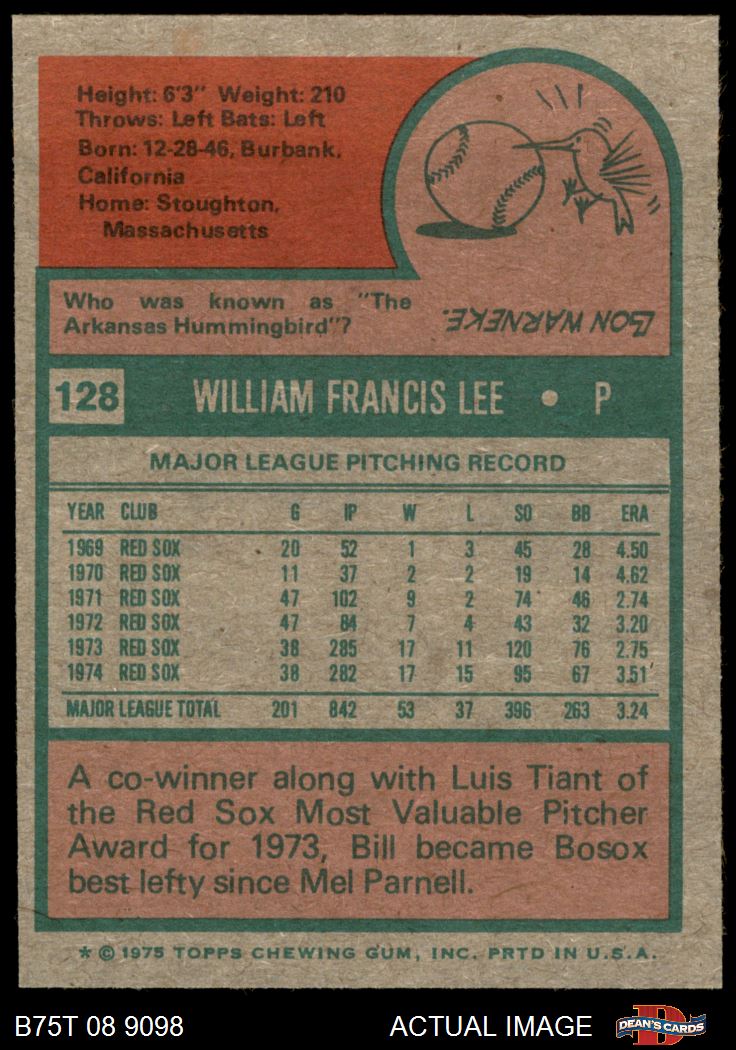 Height: 6'3" Weight: 210
Throws: Left Bats: Left
Born: 12-28-46, Burbank,
California
Home: Stoughton,
Massachusetts
Who was known as "The
Arkansas Hummingbird"?
LON WARNEKE.
128 WILLIAM FRANCIS LEE • P
MAJOR LEAGUE PITCHING RECORD
YEAR CLUB G IP W L SO BB ERA
1969 RED SOX 20 52 1 3 45 28 4.50
1970 RED SOX 11 37 2 2 19 14 4.62
1971 RED SOX 47 102 9 2 74 46 2.74
1972 RED SOX 47 84 7 4 43 32 3.20
1973 RED SOX 38 285 17 11 120 76 2.75
1974 RED SOX 38 282 17 15 95 67 3.51
MAJOR LEAGUE TOTAL 201 842 53 37 396 263 3.24
A co-winner along with Luis Tiant of
the Red Sox Most Valuable Pitcher
Award for 1973, Bill became Bosox
best lefty since Mel Parnell.
* © 1975 TOPPS CHEWING GUM, INC. PRTD IN U.S.A.
B75T 08 9098 ACTUAL IMAGE
D
DEAN'S CARDS